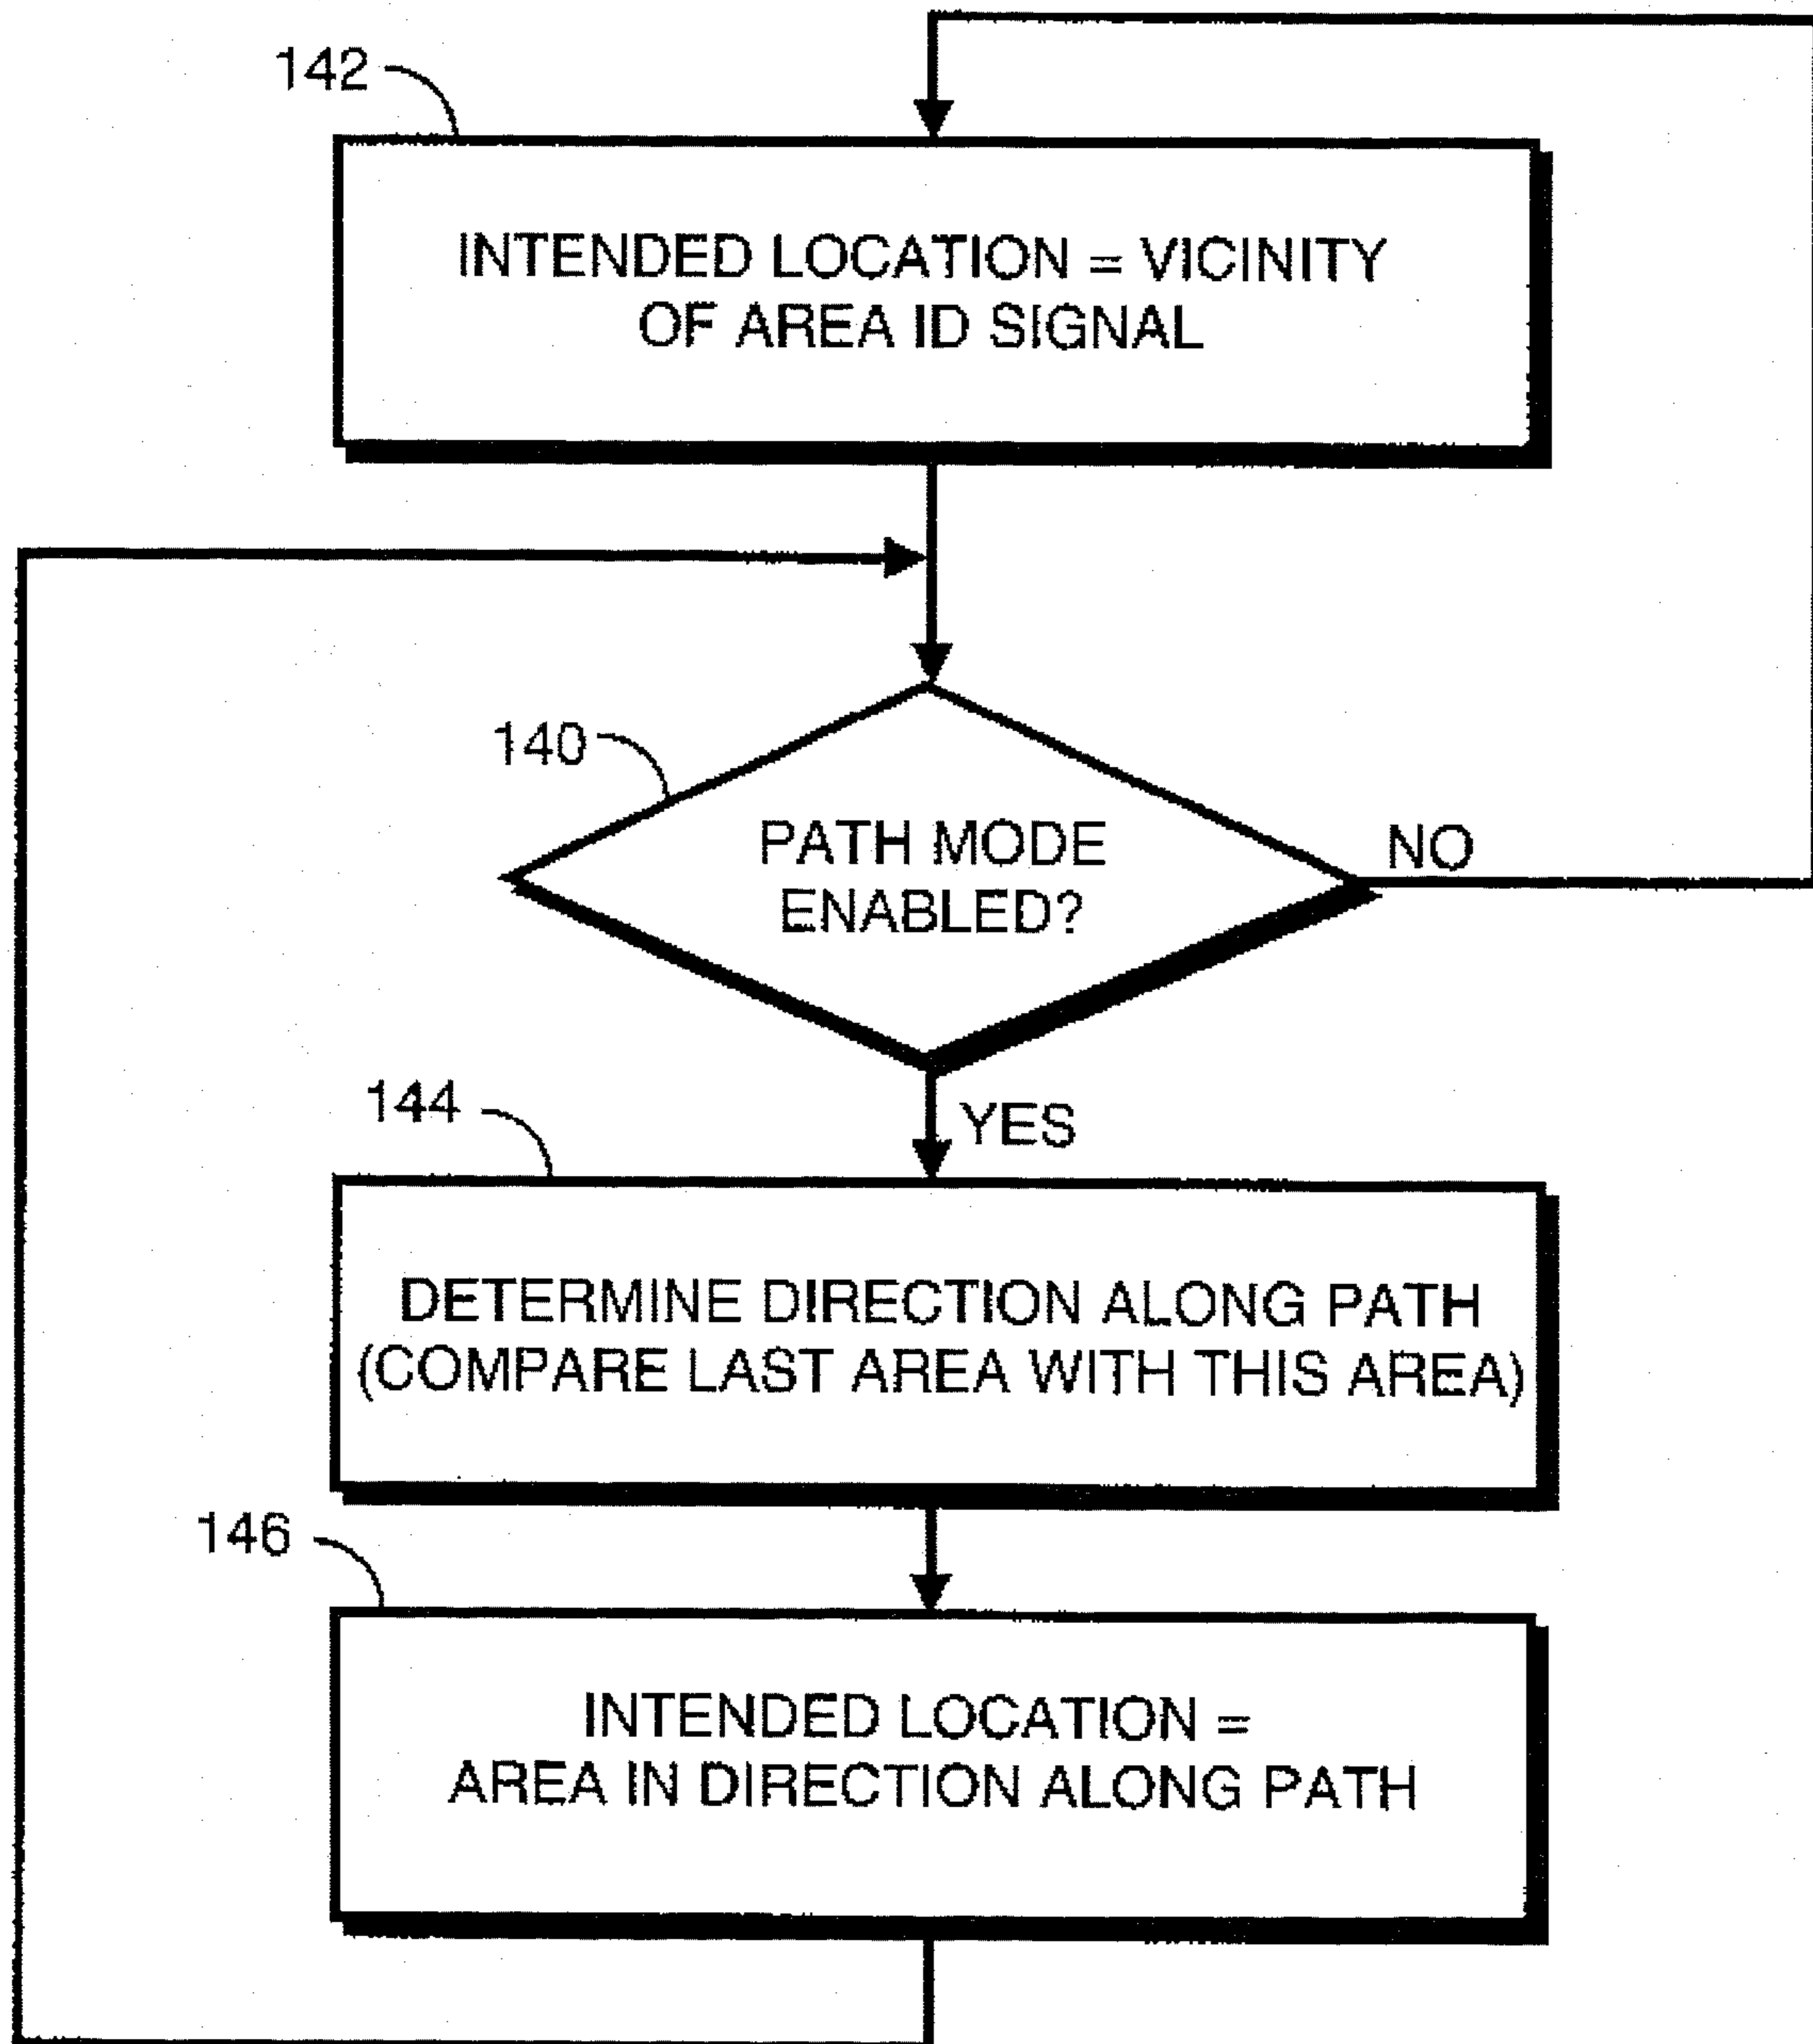 142
INTENDED LOCATION = VICINITY
OF AREA ID SIGNAL
140
PATH MODE
ENABLED?
NO
144
YES
DETERMINE DIRECTION ALONG PATH
(COMPARE LAST AREA WITH THIS AREA)
146
INTENDED LOCATION =
AREA IN DIRECTION ALONG PATH